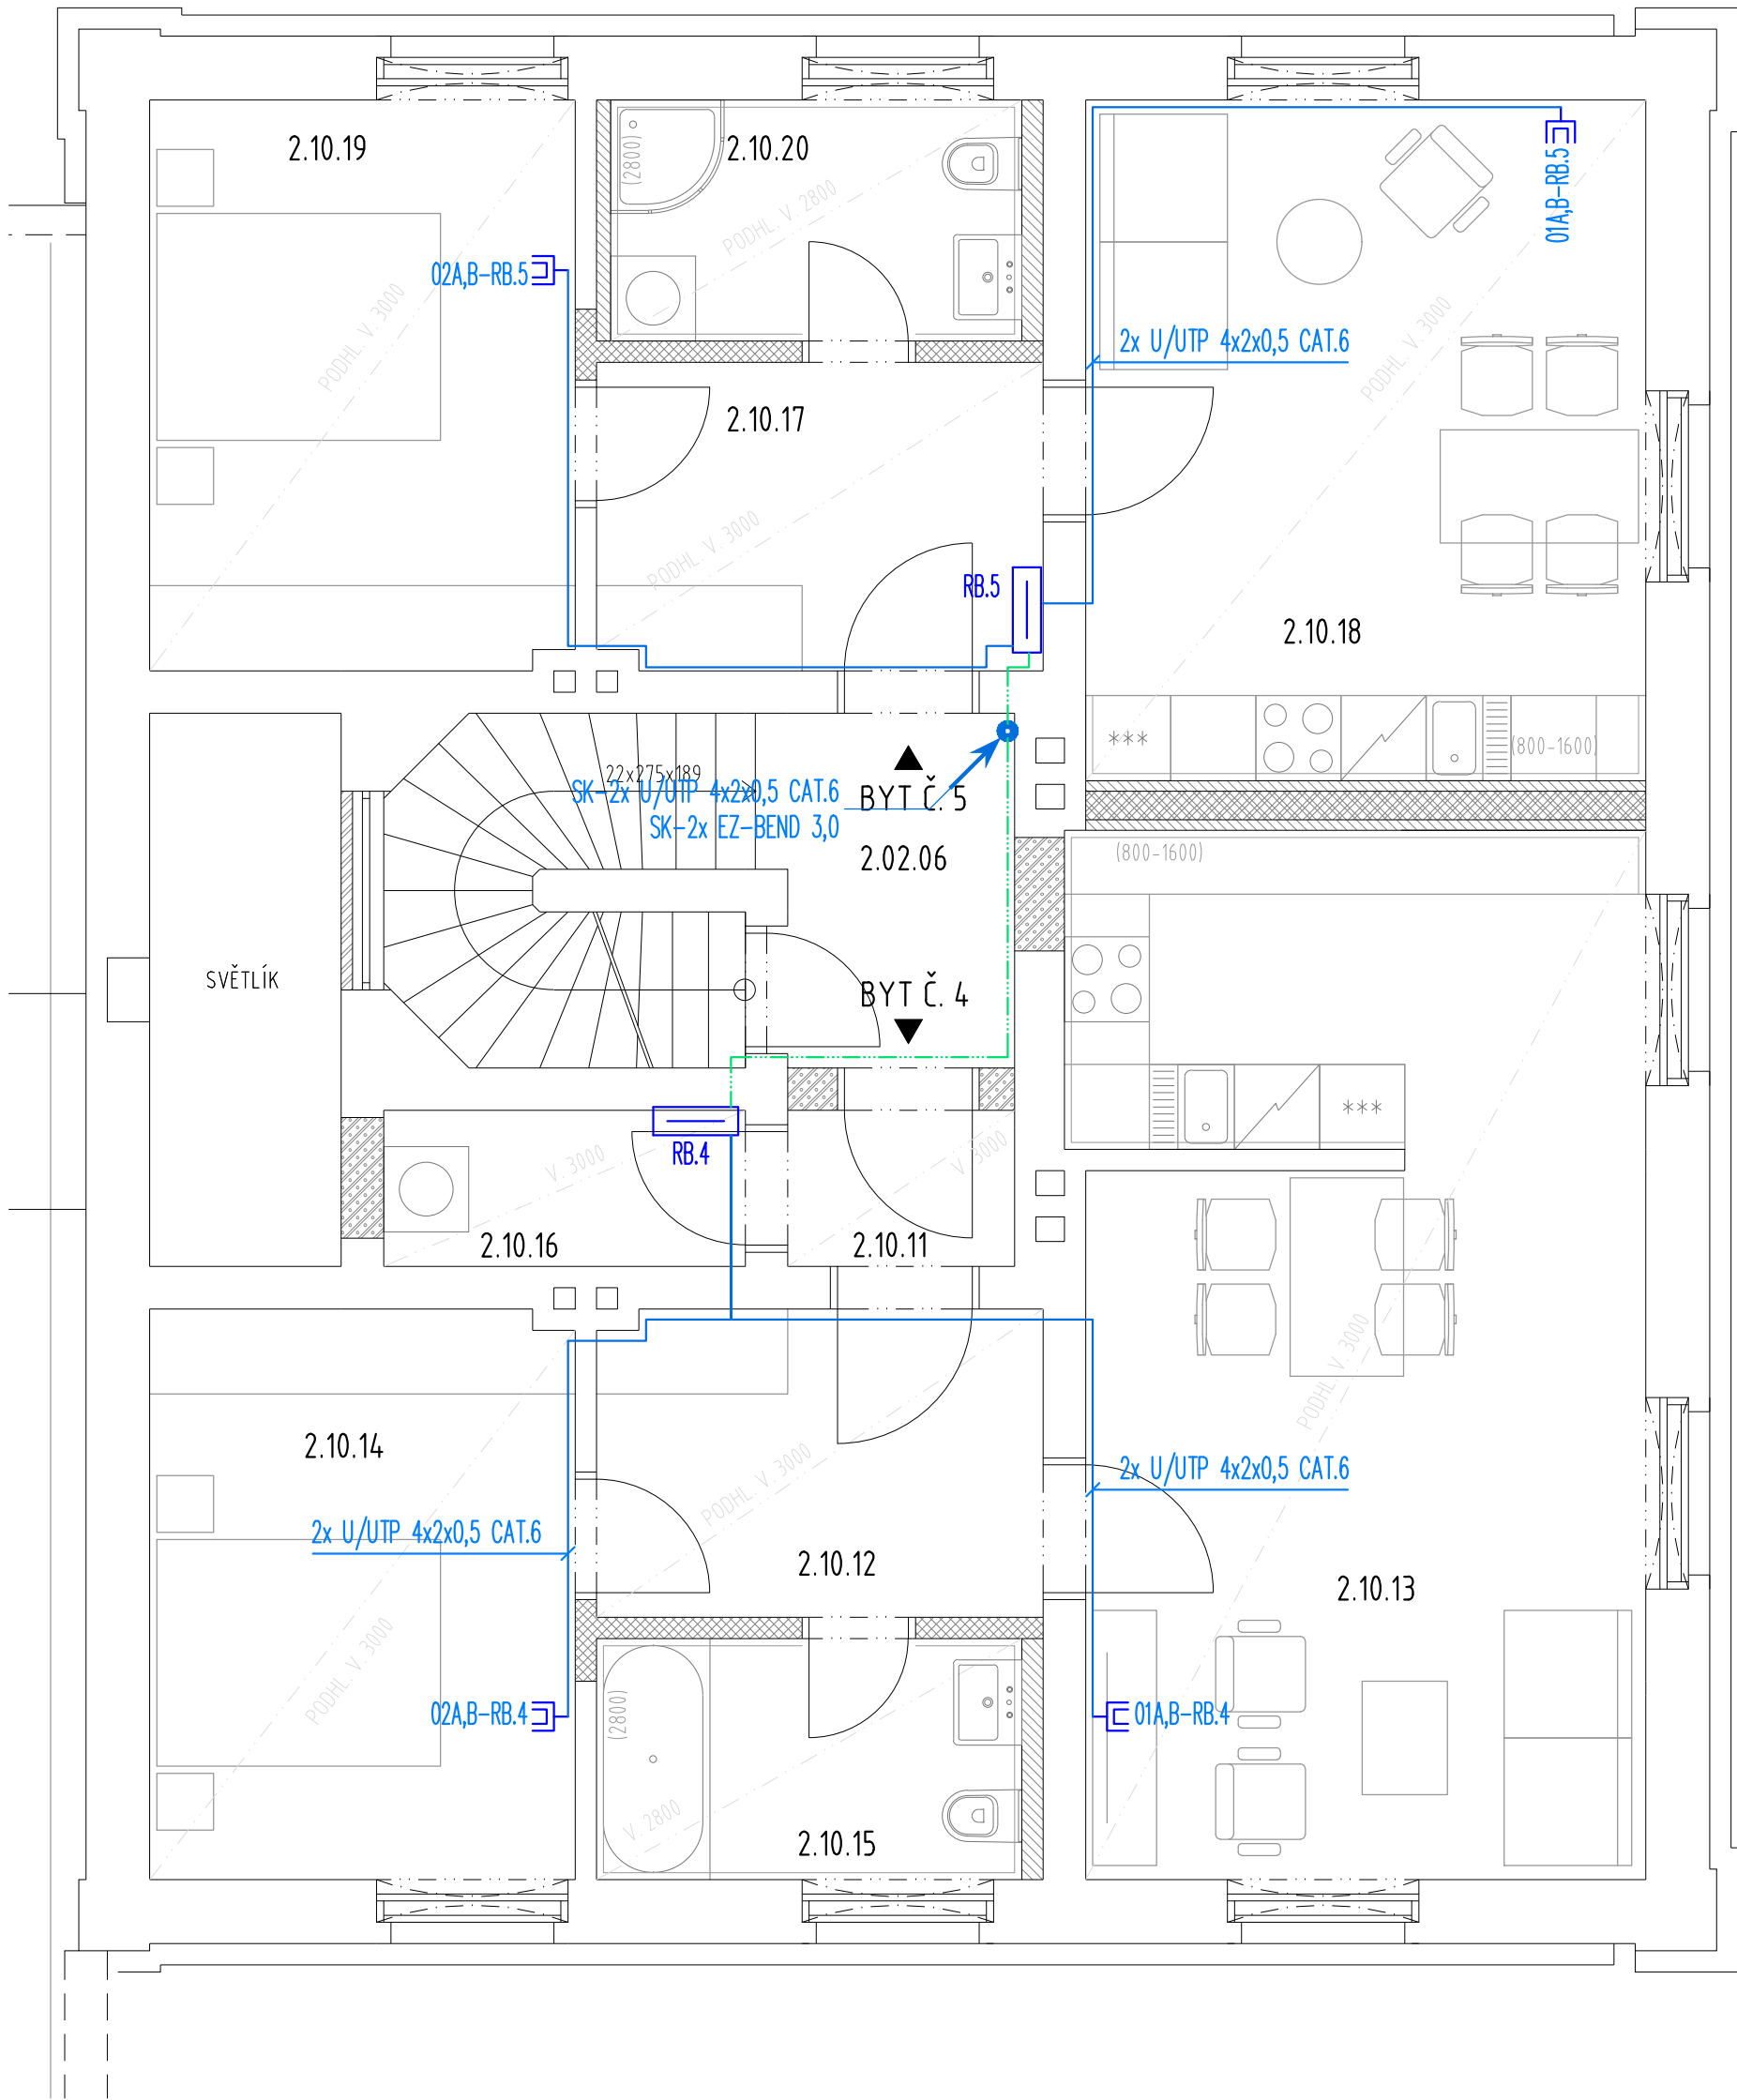 2.10.19
2.10.20
(2800)
PODHL. V. 2800
01A,B-RB.5
02A,B-RB.5
PODHL. V. 3000
2x U/UTP 4x2x0,5 CAT.6
PODHL. V. 3000
2.10.17
PODHL. V. 3000
RB.5
2.10.18
***
(800-1600)
22x275x189
SK-2x U/UTP 4x2x0,5 CAT.6
SK-2x EZ-BEND 3,0
BYT Č. 5
2.02.06
(800-1600)
SVĚTLÍK
BYT Č. 4
***
RB.4
V. 3000
V. 3000
2.10.16
2.10.11
PODHL. V. 3000
2.10.14
2x U/UTP 4x2x0,5 CAT.6
PODHL. V. 3000
2x U/UTP 4x2x0,5 CAT.6
2.10.12
2.10.13
PODHL. V. 3000
02A,B-RB.4
(2800)
01A,B-RB.4
V. 2800
2.10.15